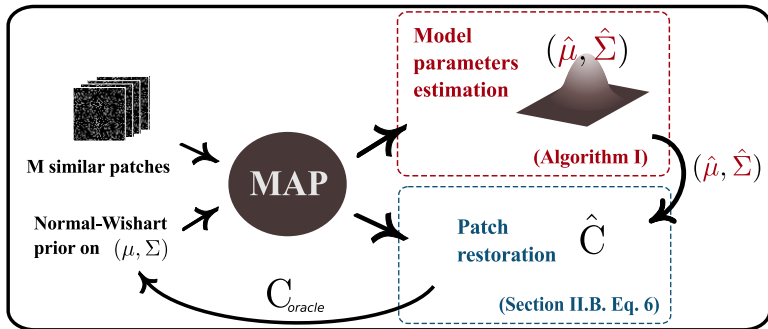 M similar patches
Normal-Wishart
prior on (μ, Σ)
MAP
Model
parameters
estimation
(μ̂, Σ̂)
(Algorithm I)
(μ̂, Σ̂)
Patch
restoration
Ĉ
(Section II.B. Eq. 6)
C_oracle